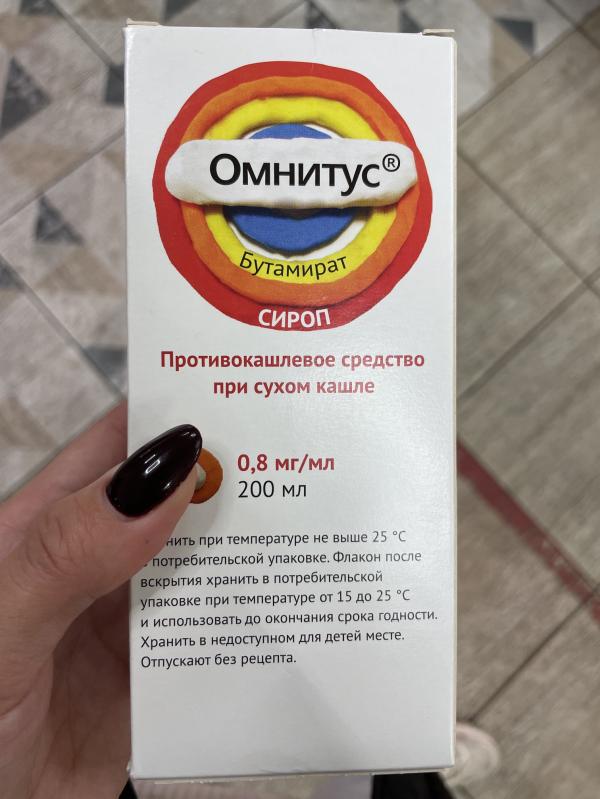 Омнитус®
Бутамират
СИРОП
Противокашлевое средство
при сухом кашле
0,8 мг/мл
200 мл
при температуре не выше 25 °С
потребительской упаковке. Флакон после
вскрытия хранить в потребительской
упаковке при температуре от 15 до 25 °С
и использовать до окончания срока годности.
Хранить в недоступном для детей месте.
Отпускают без рецепта.